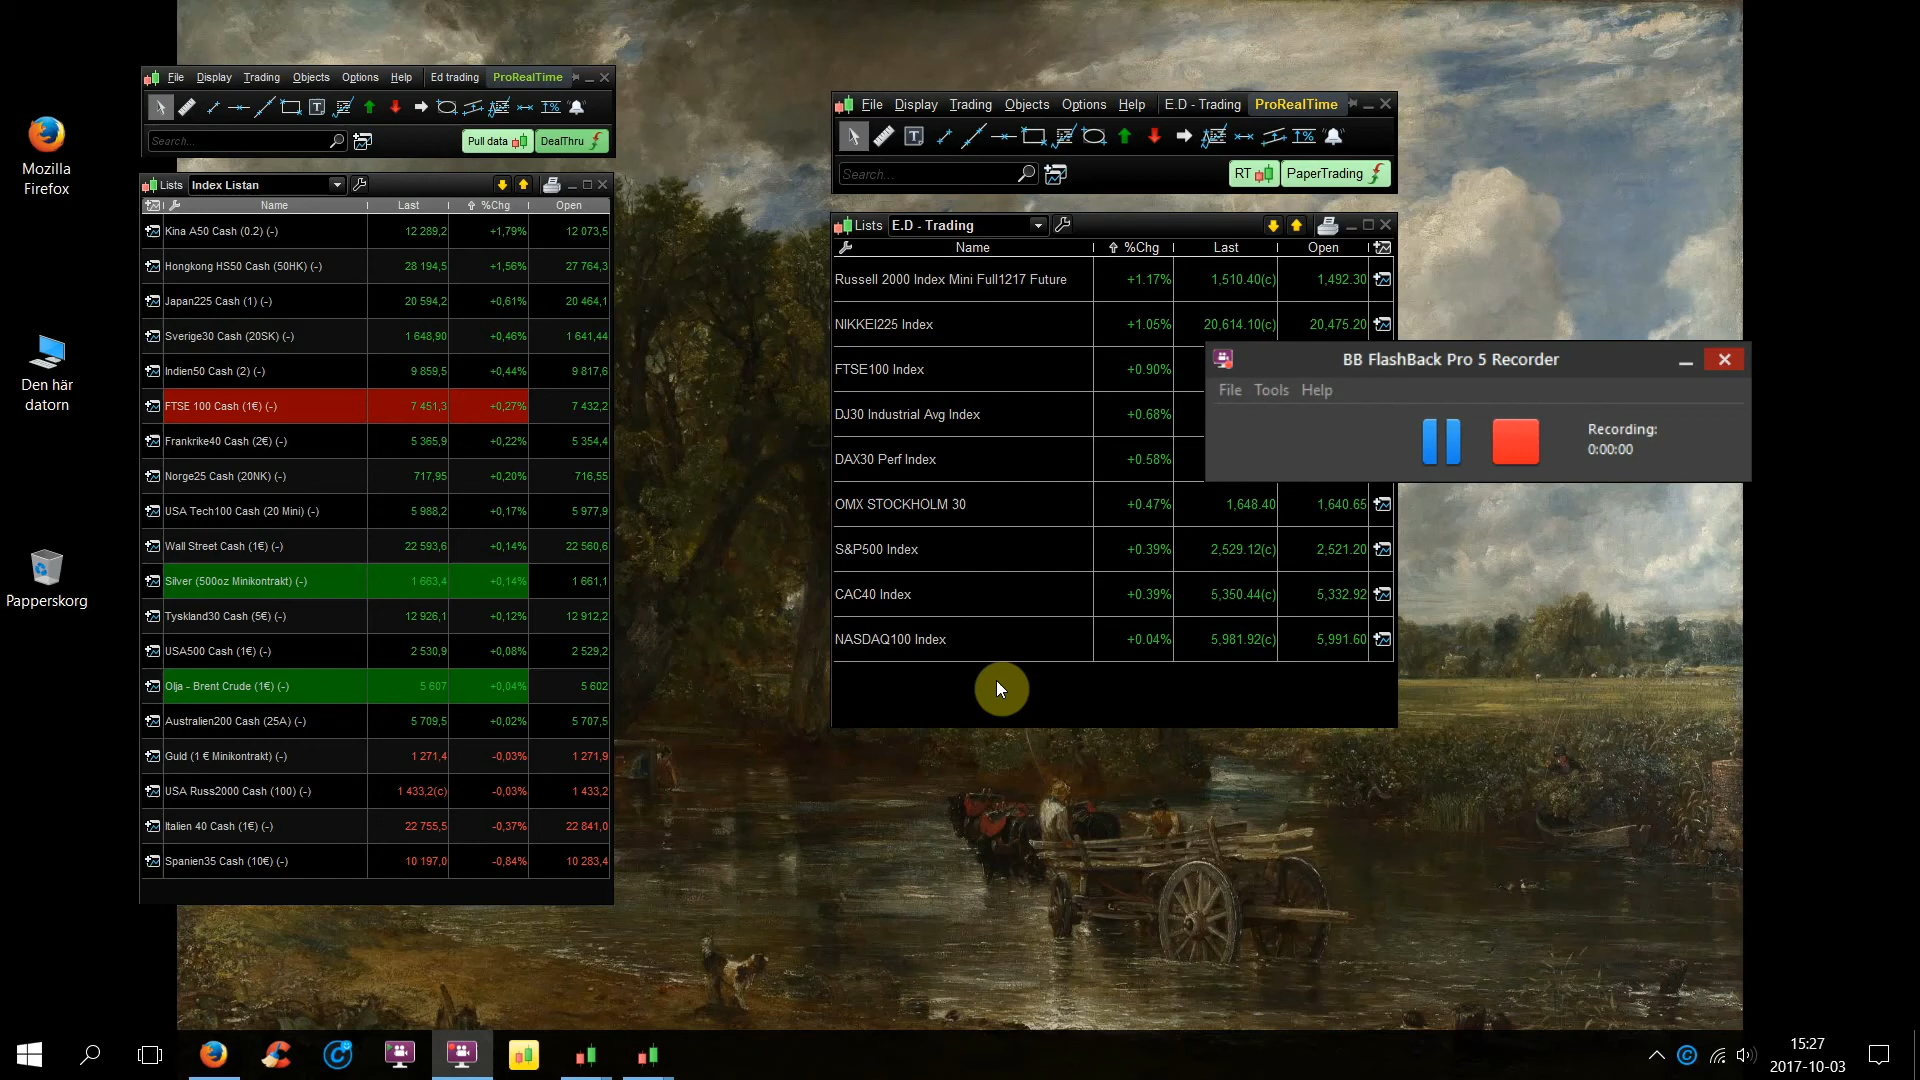 Mozilla
Firefox
Den här
datorn
Papperskorg
File Display Trading Objects Options Help Ed trading ProRealTime
Search...
Pull data DealThru
Lists Index Listan
Name Last %Chg Open
Kina A50 Cash (0.2) (-) 12 289,2 +1,79% 12 073,5
Hongkong HS50 Cash (50HK) (-) 28 194,5 +1,56% 27 764,3
Japan225 Cash (1) (-) 20 594,2 +0,61% 20 464,1
Sverige30 Cash (20SK) (-) 1 648,90 +0,46% 1 641,44
Indien50 Cash (2) (-) 9 859,5 +0,44% 9 817,6
FTSE 100 Cash (1€) (-) 7 451,3 +0,27% 7 432,2
Frankrike40 Cash (2€) (-) 5 365,9 +0,22% 5 354,4
Norge25 Cash (20NK) (-) 717,95 +0,20% 716,55
USA Tech100 Cash (20 Mini) (-) 5 988,2 +0,17% 5 977,9
Wall Street Cash (1€) (-) 22 593,6 +0,14% 22 560,6
Silver (500oz Minikontrakt) (-) 1 663,4 +0,14% 1 661,1
Tyskland30 Cash (5€) (-) 12 926,1 +0,12% 12 912,2
USA500 Cash (1€) (-) 2 530,9 +0,08% 2 529,2
Olja - Brent Crude (1€) (-) 5 607 +0,04% 5 602
Australien200 Cash (25A) (-) 5 709,5 +0,02% 5 707,5
Guld (1 € Minikontrakt) (-) 1 271,4 -0,03% 1 271,9
USA Russ2000 Cash (100) (-) 1 433,2(c) -0,03% 1 433,2
Italien 40 Cash (1€) (-) 22 755,5 -0,37% 22 841,0
Spanien35 Cash (10€) (-) 10 197,0 -0,84% 10 283,4
File Display Trading Objects Options Help E.D - Trading ProRealTime
Search...
RT PaperTrading
Lists E.D - Trading
Name %Chg Last Open
Russell 2000 Index Mini Full1217 Future +1.17% 1,510.40(c) 1,492.30
NIKKEI225 Index +1.05% 20,614.10(c) 20,475.20
FTSE100 Index +0.90%
DJ30 Industrial Avg Index +0.68%
DAX30 Perf Index +0.58%
OMX STOCKHOLM 30 +0.47% 1,648.40 1,640.65
S&P500 Index +0.39% 2,529.12(c) 2,521.20
CAC40 Index +0.39% 5,350.44(c) 5,332.92
NASDAQ100 Index +0.04% 5,981.92(c) 5,991.60
BB FlashBack Pro 5 Recorder
File Tools Help
Recording:
0:00:00
15:27
2017-10-03